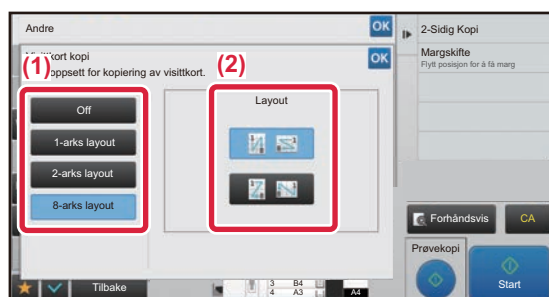 Andre
OK
Visittkort kopi
OK
(1)
oppsett for kopiering av visittkort.
(2)
Off
1-arks layout
2-arks layout
8-arks layout
Layout
2-Sidig Kopi
Margskifte
Flytt posisjon for å få marg
Forhåndsvis
CA
Prøvekopi
Start
Tilbake
3 B4
4 A3
A4